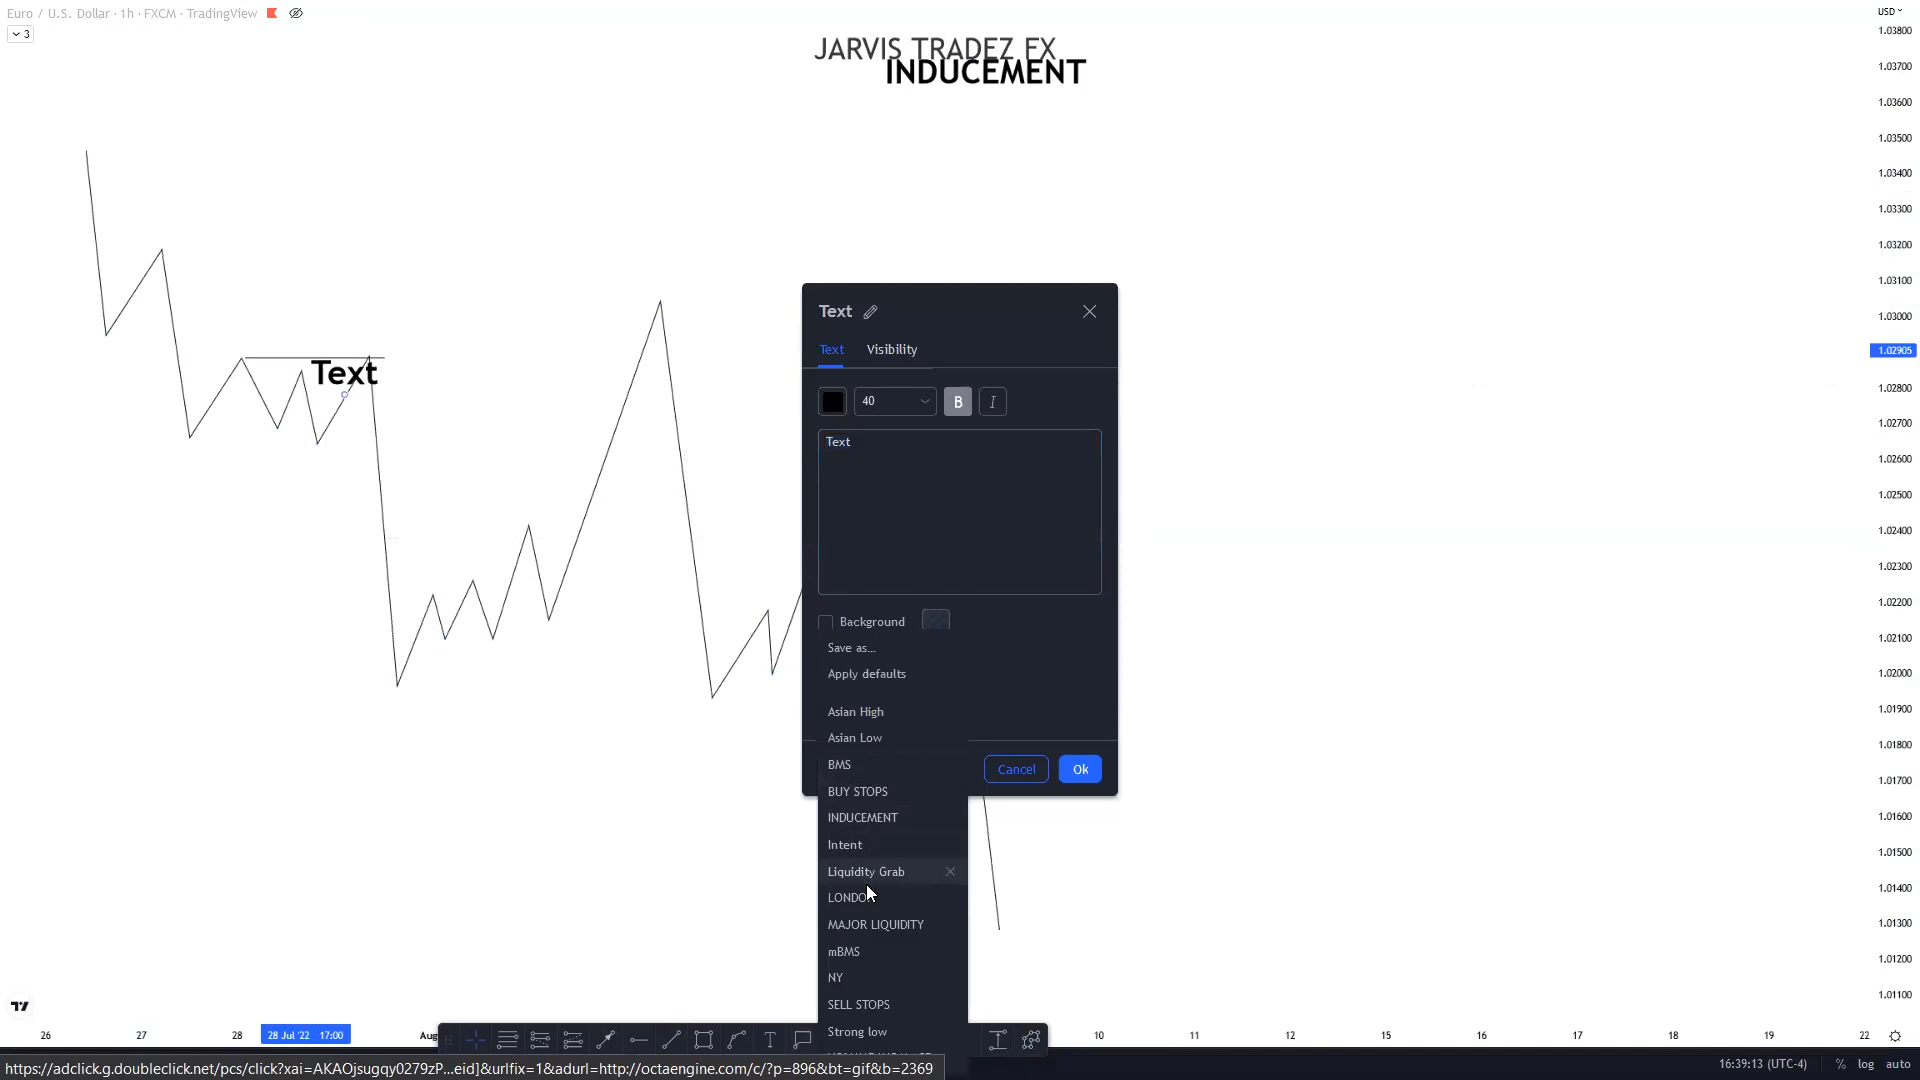 Euro / U.S. Dollar · 1h · FXCM · TradingView
3
JARVIS TRADEZ FX
INDUCEMENT
USD
1.03800
1.03700
1.03600
1.03500
1.03400
1.03300
1.03200
1.03100
1.03000
1.02905
1.02800
1.02700
1.02600
1.02500
1.02400
1.02300
1.02200
1.02100
1.02000
1.01900
1.01800
1.01700
1.01600
1.01500
1.01400
1.01300
1.01200
1.01100
Text
Text
Text Visibility
40 B I
Text
Background
Save as...
Apply defaults
Asian High
Asian Low
BMS
Cancel Ok
BUY STOPS
INDUCEMENT
Intent
Liquidity Grab
LONDON
MAJOR LIQUIDITY
mBMS
NY
SELL STOPS
Strong low
26 27 28 28 Jul '22 17:00 Aug 10 11 12 15 16 17 18 19 22
https://adclick.g.doubleclick.net/pcs/click?xai=AKAOjsugqy0279zP...eid]&urlfix=1&adurl=http://octaengine.com/c/?p=896&bt=gif&b=2369
16:39:13 (UTC-4) % log auto